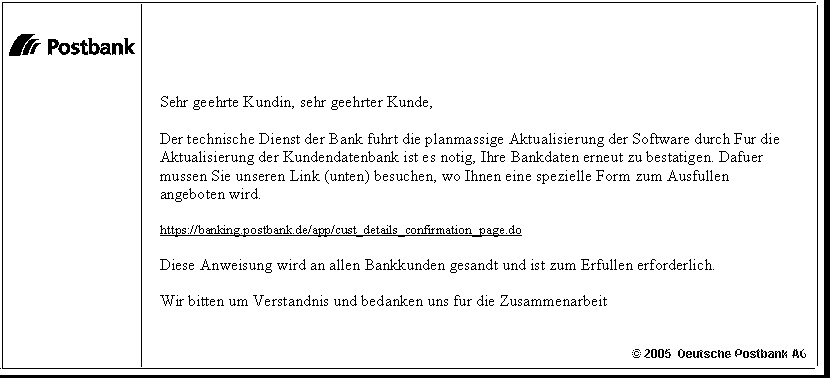 Postbank
Sehr geehrte Kundin, sehr geehrter Kunde,
Der technische Dienst der Bank fuhrt die planmassige Aktualisierung der Software durch Fur die
Aktualisierung der Kundendatenbank ist es notig, Ihre Bankdaten erneut zu bestatigen. Dafuer
mussen Sie unseren Link (unten) besuchen, wo Ihnen eine spezielle Form zum Ausfullen
angeboten wird.
https://banking.postbank.de/app/cust_details_confirmation_page.do
Diese Anweisung wird an allen Bankkunden gesandt und ist zum Erfullen erforderlich.
Wir bitten um Verstandnis und bedanken uns fur die Zusammenarbeit
© 2005 Deutsche Postbank AG